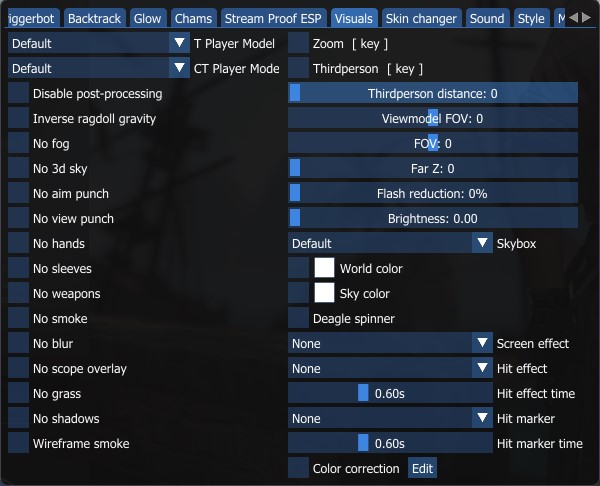 iggerbot Backtrack Glow Chams Stream Proof ESP Visuals Skin changer Sound Style M
Default T Player Model Zoom [ key ]
Default CT Player Mode Thirdperson [ key ]
Disable post-processing Thirdperson distance: 0
Inverse ragdoll gravity Viewmodel FOV: 0
No fog FOV: 0
No 3d sky Far Z: 0
No aim punch Flash reduction: 0%
No view punch Brightness: 0.00
No hands Default Skybox
No sleeves World color
No weapons Sky color
No smoke Deagle spinner
No blur None Screen effect
No scope overlay None Hit effect
No grass 0.60s Hit effect time
No shadows None Hit marker
Wireframe smoke 0.60s Hit marker time
Color correction Edit